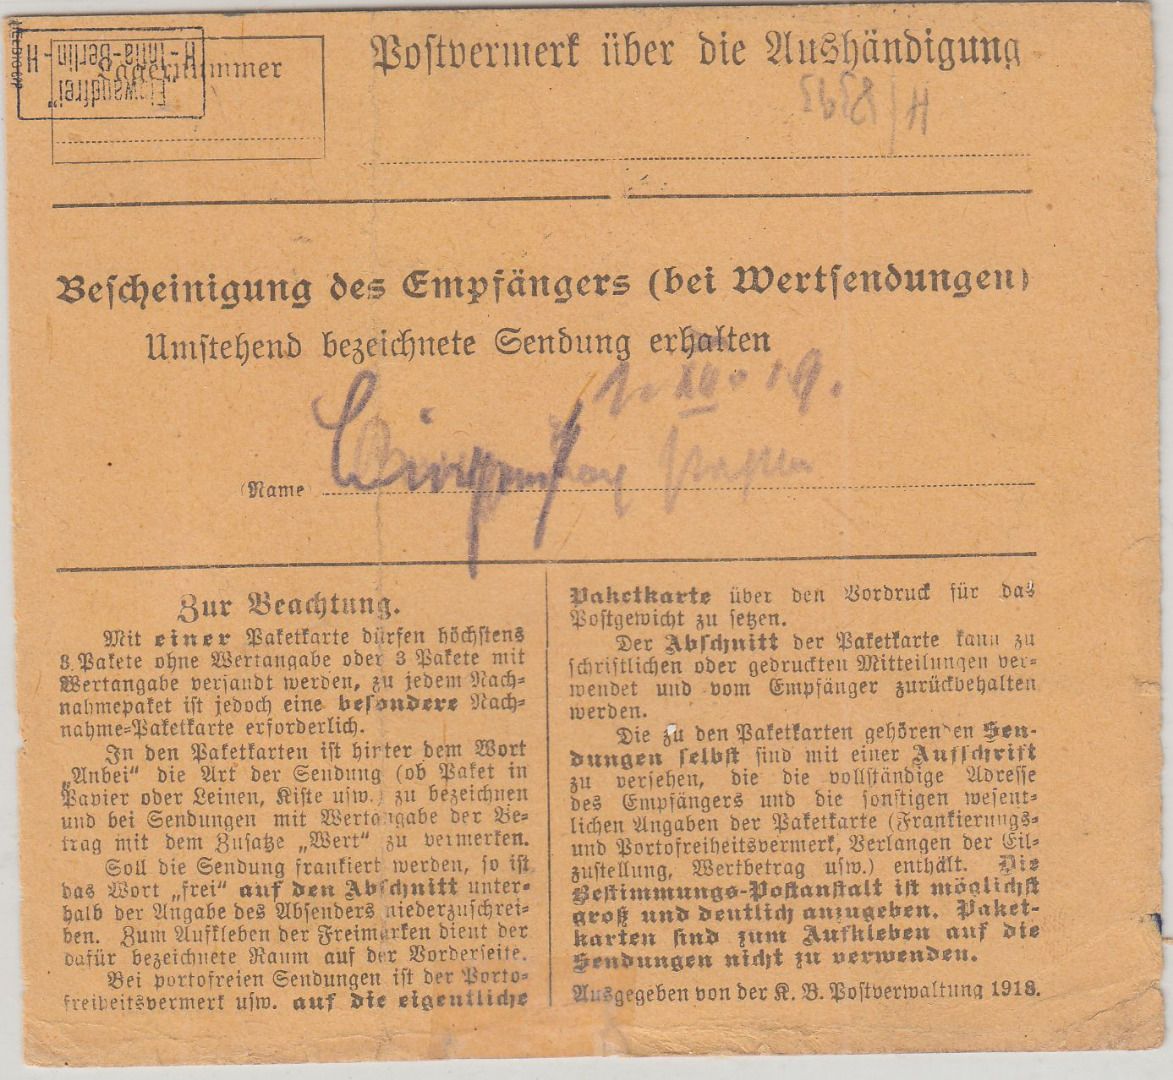 Lagernummer
„Einwandfrei“
H-Infla-Berlin-H
Postvermerk über die Aushändigung
H/8393
Bescheinigung des Empfängers (bei Wertsendungen)
Umstehend bezeichnete Sendung erhalten
1. XII. 19.
(Name)
Zur Beachtung.
Mit einer Paketkarte dürfen höchstens
3 Pakete ohne Wertangabe oder 3 Pakete mit
Wertangabe versandt werden, zu jedem Nach=
nahmepaket ist jedoch eine besondere Nach=
nahme=Paketkarte erforderlich.
In den Paketkarten ist hinter dem Wort
„Anbei“ die Art der Sendung (ob Paket in
Papier oder Leinen, Kiste usw.) zu bezeichnen
und bei Sendungen mit Wertangabe der Be=
trag mit dem Zusatze „Wert“ zu vermerken.
Soll die Sendung frankiert werden, so ist
das Wort „frei“ auf den Abschnitt unter=
halb der Angabe des Absenders niederzuschrei=
ben. Zum Aufkleben der Freimarken dient der
dafür bezeichnete Raum auf der Vorderseite.
Bei portofreien Sendungen ist der Porto=
freiheitsvermerk usw. auf die eigentliche
Paketkarte über den Vordruck für das
Postgewicht zu setzen.
Der Abschnitt der Paketkarte kann zu
schriftlichen oder gedruckten Mitteilungen ver=
wendet und vom Empfänger zurückbehalten
werden.
Die zu den Paketkarten gehörenden Sen=
dungen selbst sind mit einer Aufschrift
zu versehen, die die vollständige Adresse
des Empfängers und die sonstigen wesent=
lichen Angaben der Paketkarte (Frankierungs=
und Portofreiheitsvermerk, Verlangen der Eil=
zustellung, Wertbetrag usw.) enthält. Die
Bestimmungs=Postanstalt ist möglichst
groß und deutlich anzugeben. Paket=
karten sind zum Aufkleben auf die
Sendungen nicht zu verwenden.
Ausgegeben von der K. B. Postverwaltung 1918.